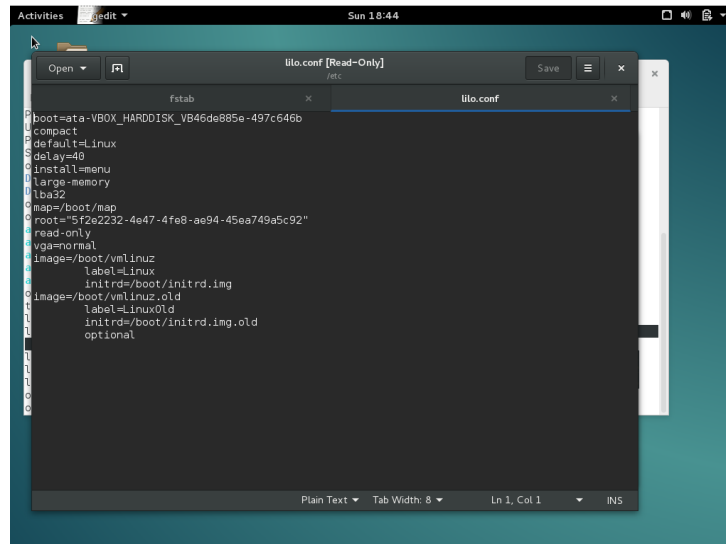 Activities gedit Sun 18:44
Open lilo.conf [Read-Only] Save
/etc
fstab lilo.conf
boot=ata-VBOX_HARDDISK_VB46de885e-497c646b
compact
default=Linux
delay=40
install=menu
large-memory
lba32
map=/boot/map
root="5f2e2232-4e47-4fe8-ae94-45ea749a5c92"
read-only
vga=normal
image=/boot/vmlinuz
label=Linux
initrd=/boot/initrd.img
image=/boot/vmlinuz.old
label=LinuxOld
initrd=/boot/initrd.img.old
optional
Plain Text Tab Width: 8 Ln 1, Col 1 INS